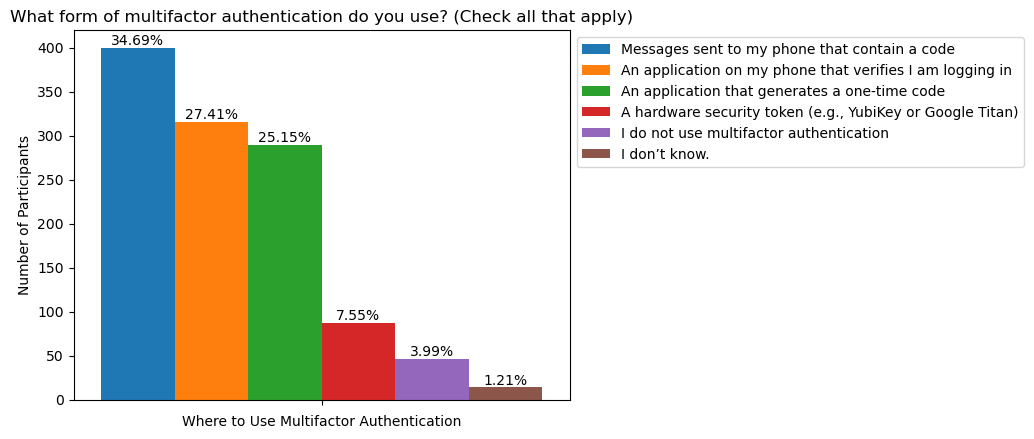 What form of multifactor authentication do you use? (Check all that apply)
Number of Participants
400
350
300
250
200
150
100
50
0
34.69%
27.41%
25.15%
7.55%
3.99%
1.21%
Where to Use Multifactor Authentication
Messages sent to my phone that contain a code
An application on my phone that verifies I am logging in
An application that generates a one-time code
A hardware security token (e.g., YubiKey or Google Titan)
I do not use multifactor authentication
I don’t know.